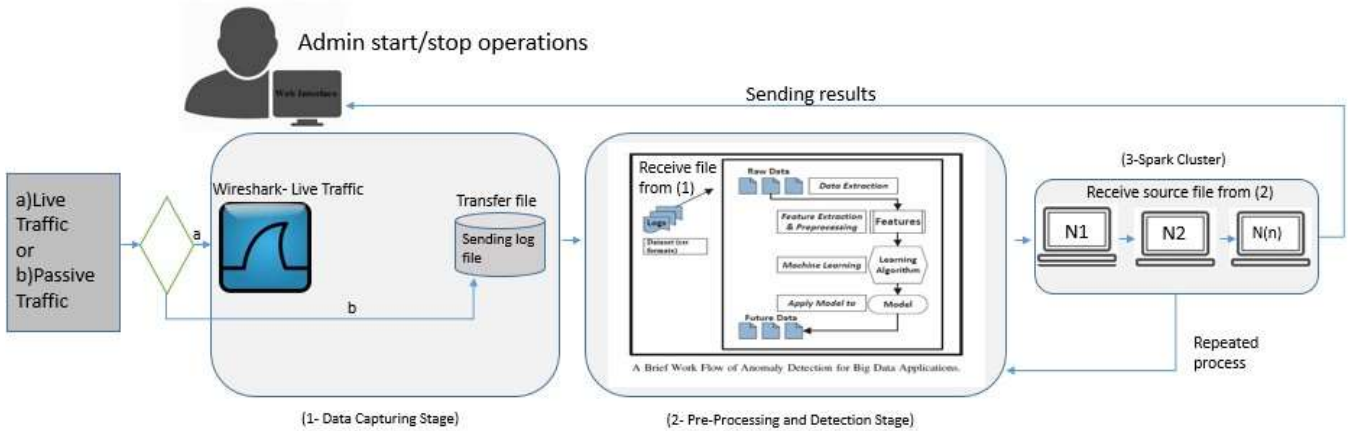 Admin start/stop operations
Web Interface
Sending results
a)Live
Traffic
or
b)Passive
Traffic
a
b
Wireshark- Live Traffic
Transfer file
Sending log
file
(1- Data Capturing Stage)
Receive file
from (1)
Logs
Dataset (csv
formats)
Raw Data
Data Extraction
Feature Extraction
& Preprocessing
Features
Machine Learning
Learning
Algorithm
Apply Model to
Model
Future Data
A Brief Work Flow of Anomaly Detection for Big Data Applications.
(2- Pre-Processing and Detection Stage)
(3-Spark Cluster)
Receive source file from (2)
N1
N2
N(n)
Repeated
process